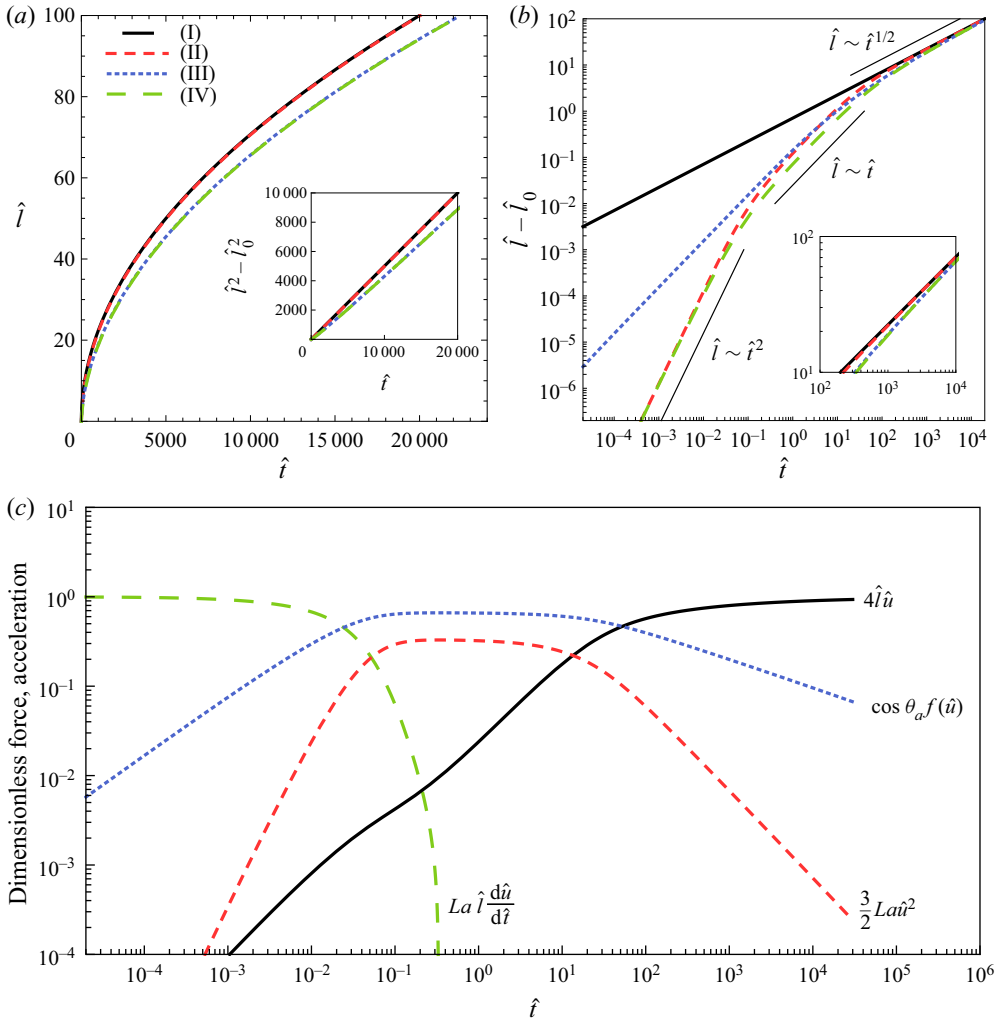 (a)
100
80
60
40
20
0
5000
10 000
15 000
20 000
l̂
t̂
(I)
(II)
(III)
(IV)
10 000
8000
6000
4000
2000
0
10 000
20 000
l̂² – l̂₀²
t̂
(b)
10²
10¹
10⁰
10⁻¹
10⁻²
10⁻³
10⁻⁴
10⁻⁵
10⁻⁶
10⁻⁴
10⁻³
10⁻²
10⁻¹
10⁰
10¹
10²
10³
10⁴
l̂ – l̂₀
t̂
l̂ ~ t̂^1/2
l̂ ~ t̂
l̂ ~ t̂²
10²
10¹
10²
10³
10⁴
(c)
10¹
10⁰
10⁻¹
10⁻²
10⁻³
10⁻⁴
10⁻⁴
10⁻³
10⁻²
10⁻¹
10⁰
10¹
10²
10³
10⁴
10⁵
10⁶
Dimensionless force, acceleration
t̂
4l̂û
cos θₐ f(û)
La l̂ dû/dt̂
3/2 Laû²